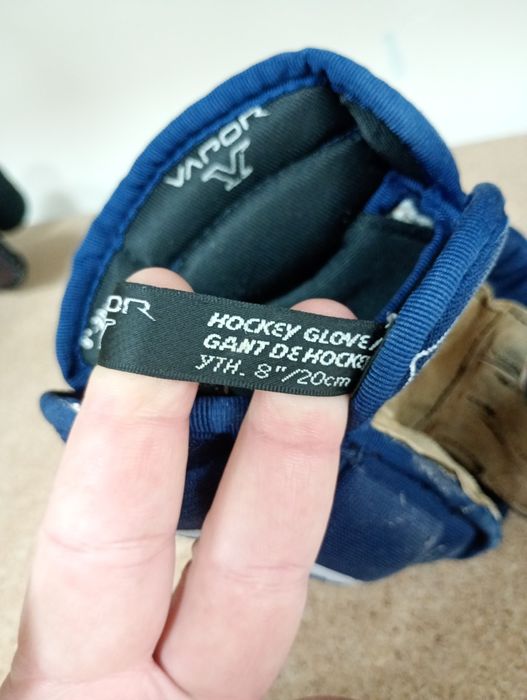 VAPOR
X
HOCKEY GLOVE/
GANT DE HOCKE
YTH. 8"/20cm